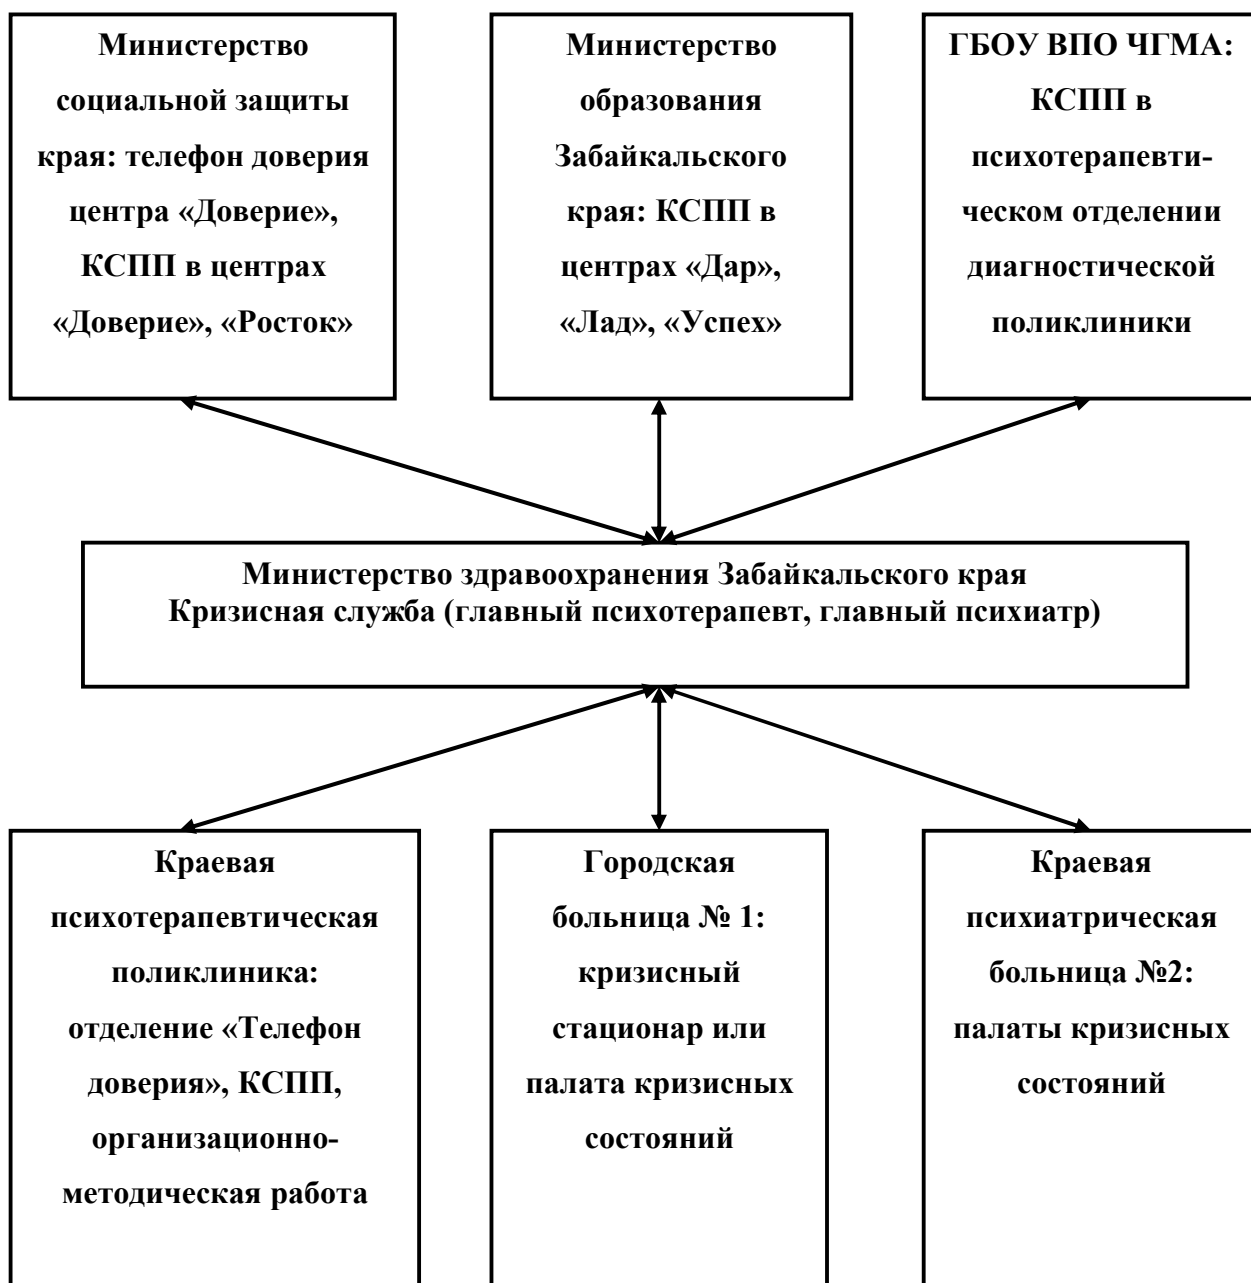 Министерство
социальной защиты
края: телефон доверия
центра «Доверие»,
КСПП в центрах
«Доверие», «Росток»
Министерство
образования
Забайкальского
края: КСПП в
центрах «Дар»,
«Лад», «Успех»
ГБОУ ВПО ЧГМА:
КСПП в
психотерапевти-
ческом отделении
диагностической
поликлиники
Министерство здравоохранения Забайкальского края
Кризисная служба (главный психотерапевт, главный психиатр)
Краевая
психотерапевтическая
поликлиника:
отделение «Телефон
доверия», КСПП,
организационно-
методическая работа
Городская
больница № 1:
кризисный
стационар или
палата кризисных
состояний
Краевая
психиатрическая
больница №2:
палаты кризисных
состояний